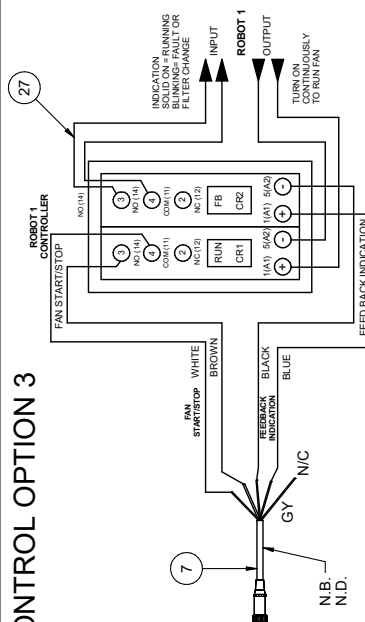 ONTROL OPTION 3
27
INDICATION
SOLID ON = RUNNING
BLINKING= FAULT OR
FILTER CHANGE
INPUT
ROBOT 1
OUTPUT
TURN ON
CONTINUOUSLY
TO RUN FAN
ROBOT 1
CONTROLLER
FAN START/STOP
NO (14)
3
NO (14)
4
COM (11)
2
NC (12)
FB
CR2
1(A1)
5(A2)
+
-
3
NO (14)
4
COM (11)
2
NC (12)
RUN
CR1
1(A1)
5(A2)
+
-
FAN
START/STOP
WHITE
BROWN
FEEDBACK
INDICATION
BLACK
BLUE
FEED BACK INDICATION
GY
N/C
7
N.B.
N.D.